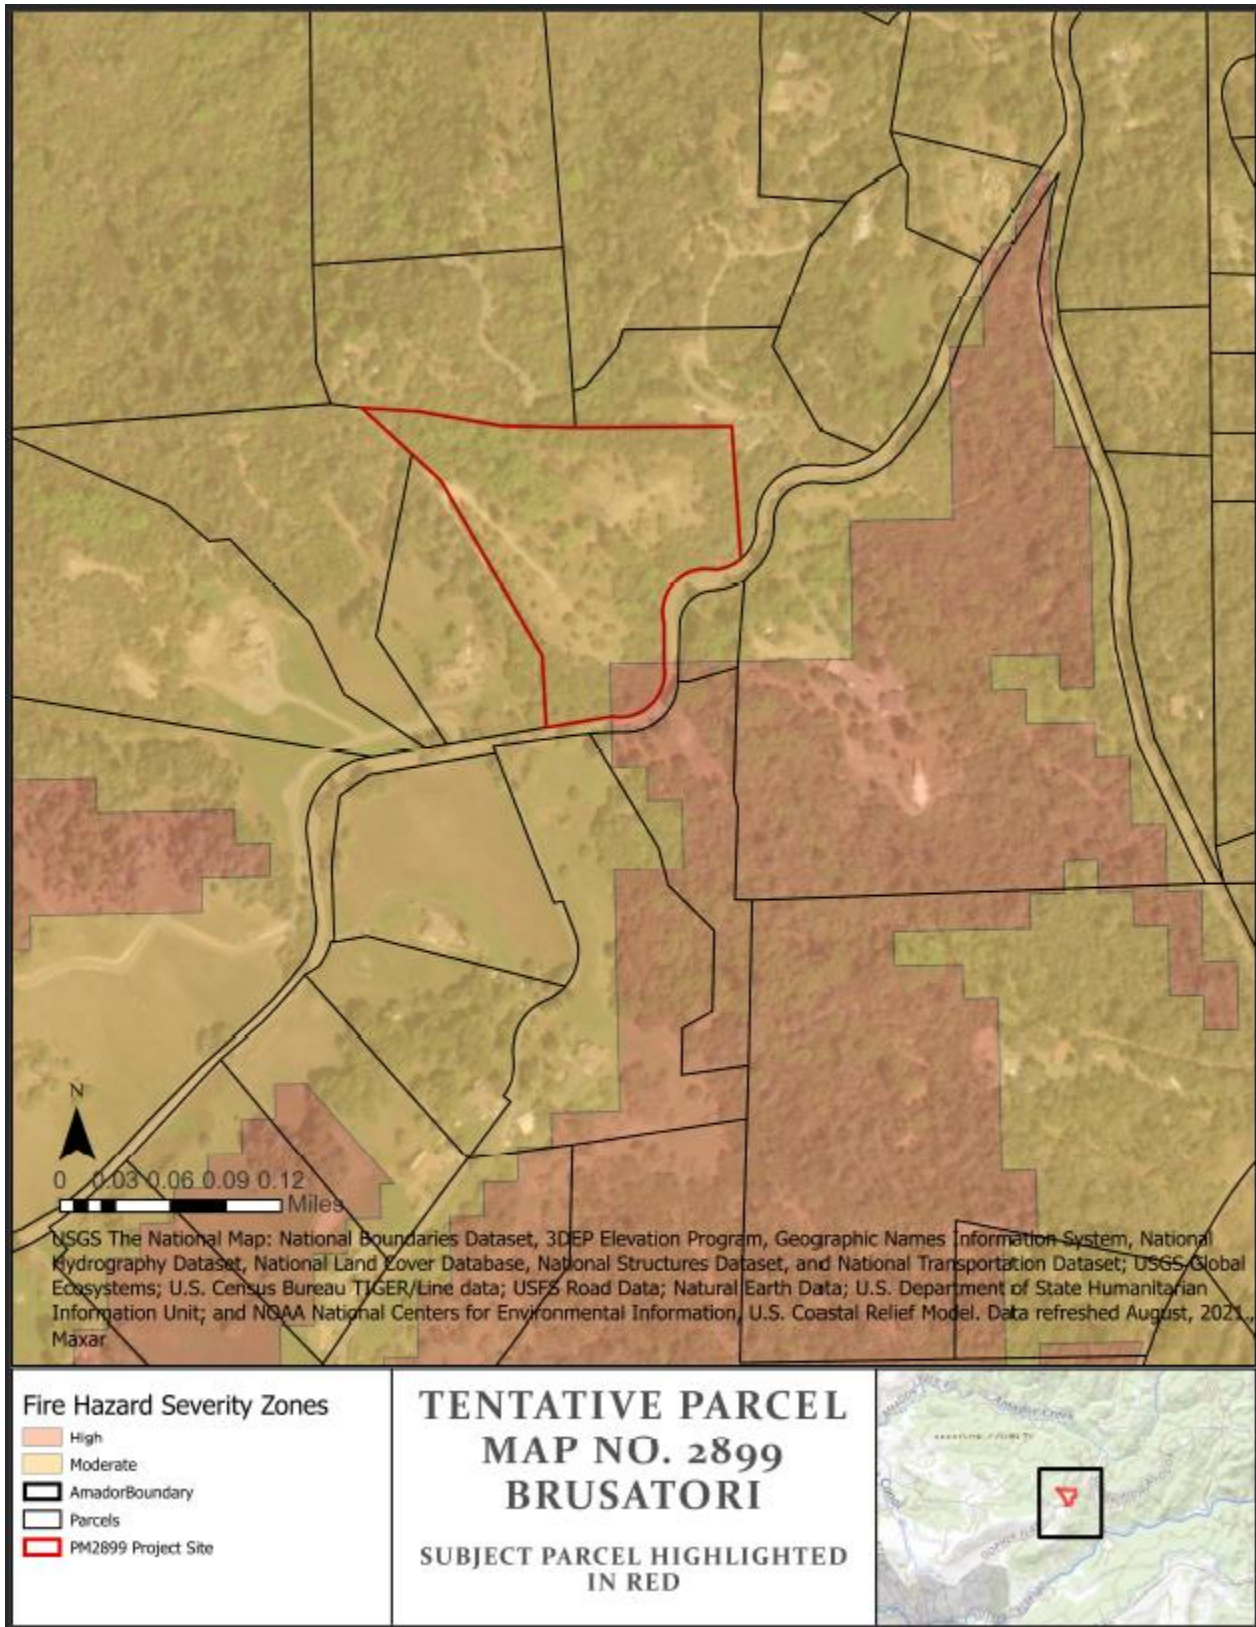 N
0 0.03 0.06 0.09 0.12
Miles
USGS The National Map: National Boundaries Dataset, 3DEP Elevation Program, Geographic Names Information System, National
Hydrography Dataset, National Land Cover Database, National Structures Dataset, and National Transportation Dataset; USGS Global
Ecosystems; U.S. Census Bureau TIGER/Line data; USFS Road Data; Natural Earth Data; U.S. Department of State Humanitarian
Information Unit; and NOAA National Centers for Environmental Information, U.S. Coastal Relief Model. Data refreshed August, 2021.,
Maxar
Fire Hazard Severity Zones
High
Moderate
AmadorBoundary
Parcels
PM2899 Project Site
TENTATIVE PARCEL
MAP NO. 2899
BRUSATORI
SUBJECT PARCEL HIGHLIGHTED
IN RED
Amador Creek
Canal